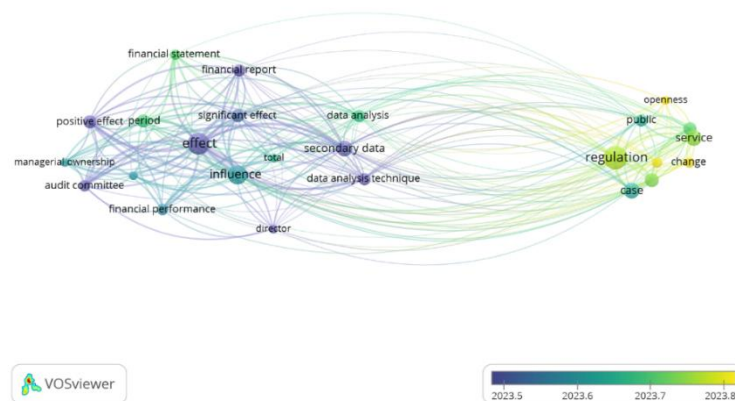 financial statement
financial report
openness
positive effect
period
significant effect
data analysis
public
service
effect
secondary data
total
regulation
change
managerial ownership
influence
data analysis technique
audit committee
case
financial performance
director
VOSviewer
2023.5 2023.6 2023.7 2023.8